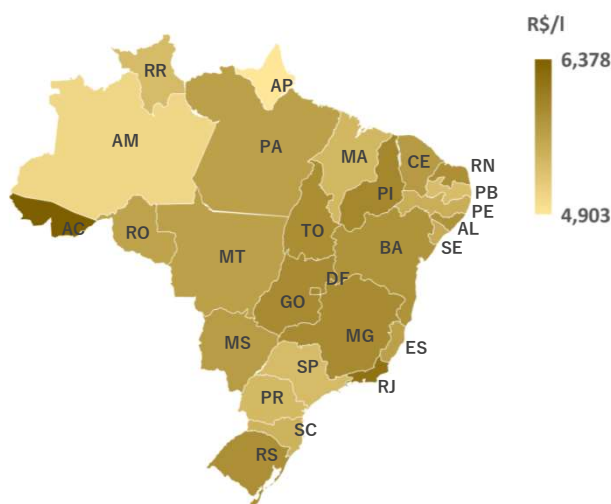 R$/l
6,378
4,903
RR
AP
AM
PA
MA
CE
RN
PB
PE
AL
SE
PI
AC
RO
TO
BA
MT
DF
GO
MG
ES
MS
SP
RJ
PR
SC
RS